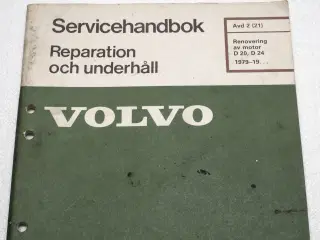 Servicehandbok
Reparation
och underhåll
Avd 2 (21)
Renovering
av motor
D 20, D 24
1979–19...
VOLVO